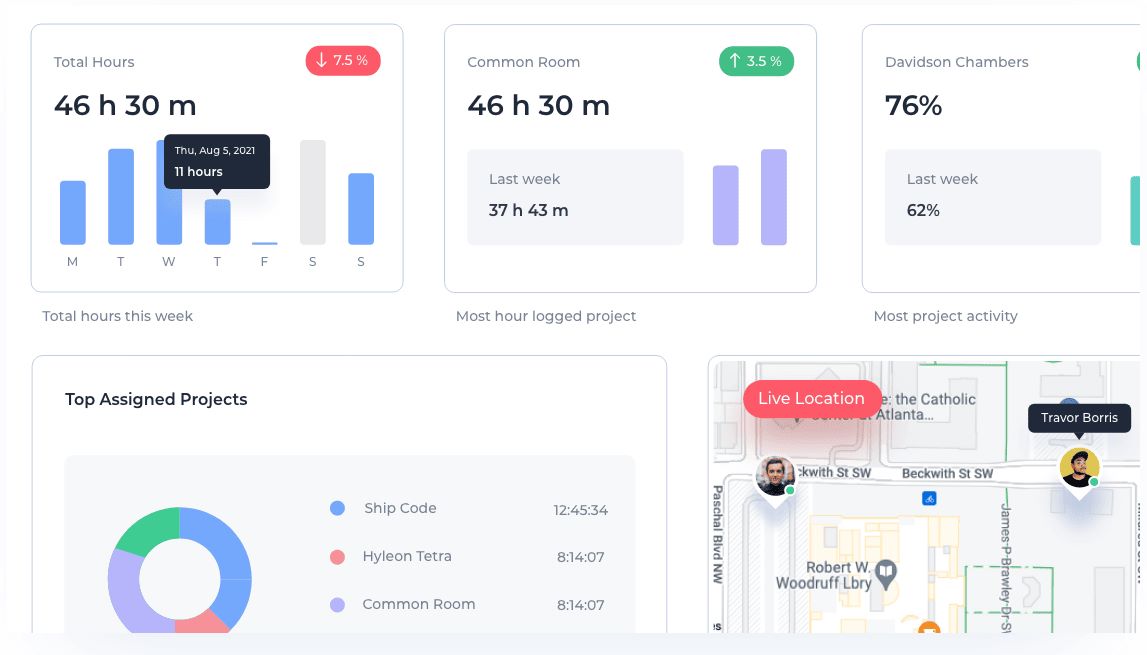 Total Hours
↓ 7.5 %
46 h 30 m
Thu, Aug 5, 2021
11 hours
M T W T F S S
Total hours this week
Common Room
↑ 3.5 %
46 h 30 m
Last week
37 h 43 m
Most hour logged project
Davidson Chambers
76%
Last week
62%
Most project activity
Top Assigned Projects
Ship Code 12:45:34
Hyleon Tetra 8:14:07
Common Room 8:14:07
Live Location
: the Catholic
Atlanta...
Travor Borris
ckwith St SW
Beckwith St SW
Paschal Blvd NW
James P Brawley Dr SW
Robert W.
Woodruff Lbry